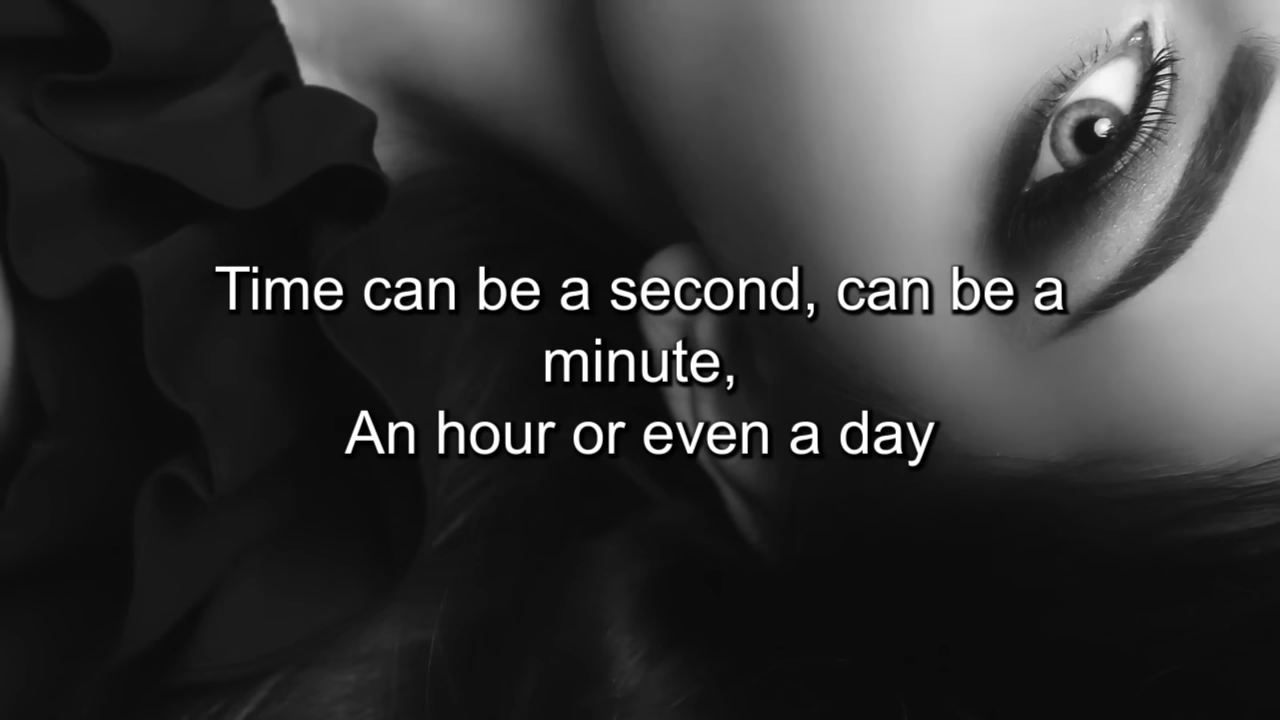 Time can be a second, can be a
minute,
An hour or even a day